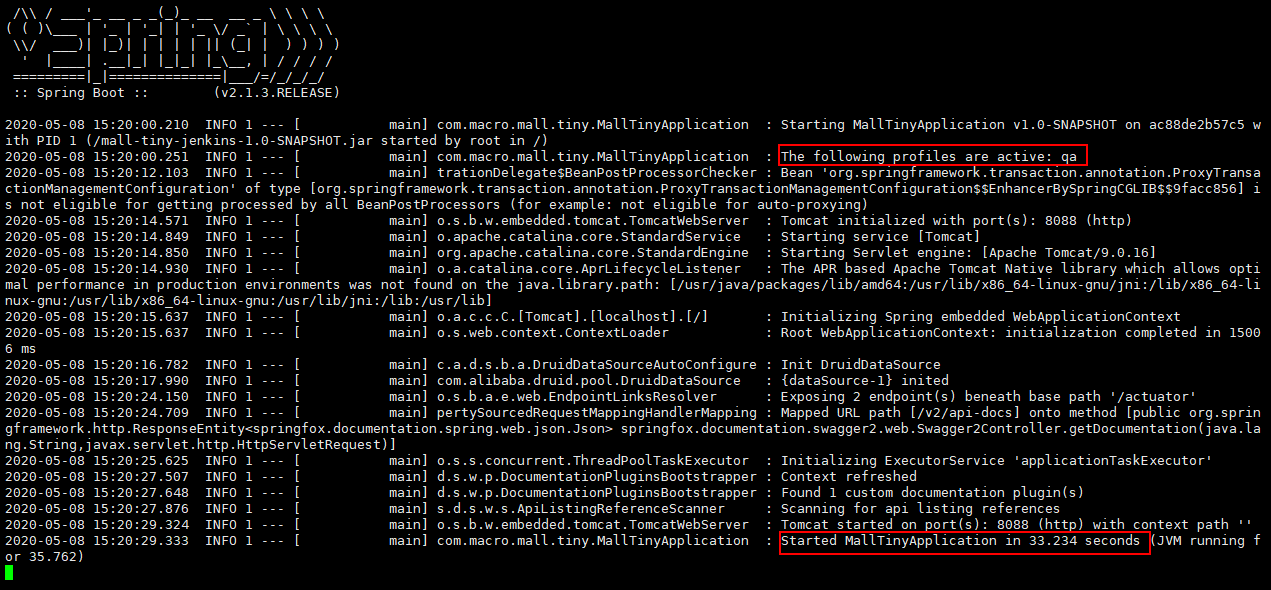 /\\ / ___'_ __ _ _(_)_ __  __ _ \ \ \ \
( ( )\___ | '_ | '_| | '_ \/ _` | \ \ \ \
 \\/  ___)| |_)| | | | | || (_| |  ) ) ) )
  '  |____| .__|_| |_|_| |_\__, | / / / /
 =========|_|==============|___/=/_/_/_/
 :: Spring Boot ::        (v2.1.3.RELEASE)
2020-05-08 15:20:00.210  INFO 1 --- [           main] com.macro.mall.tiny.MallTinyApplication  : Starting MallTinyApplication v1.0-SNAPSHOT on ac88de2b57c5 w
ith PID 1 (/mall-tiny-jenkins-1.0-SNAPSHOT.jar started by root in /)
2020-05-08 15:20:00.251  INFO 1 --- [           main] com.macro.mall.tiny.MallTinyApplication  : The following profiles are active: qa
2020-05-08 15:20:12.103  INFO 1 --- [           main] trationDelegate$BeanPostProcessorChecker : Bean 'org.springframework.transaction.annotation.ProxyTransa
ctionManagementConfiguration' of type [org.springframework.transaction.annotation.ProxyTransactionManagementConfiguration$$EnhancerBySpringCGLIB$$9facc856] i
s not eligible for getting processed by all BeanPostProcessors (for example: not eligible for auto-proxying)
2020-05-08 15:20:14.571  INFO 1 --- [           main] o.s.b.w.embedded.tomcat.TomcatWebServer  : Tomcat initialized with port(s): 8088 (http)
2020-05-08 15:20:14.849  INFO 1 --- [           main] o.apache.catalina.core.StandardService   : Starting service [Tomcat]
2020-05-08 15:20:14.850  INFO 1 --- [           main] org.apache.catalina.core.StandardEngine  : Starting Servlet engine: [Apache Tomcat/9.0.16]
2020-05-08 15:20:14.930  INFO 1 --- [           main] o.a.catalina.core.AprLifecycleListener   : The APR based Apache Tomcat Native library which allows opti
mal performance in production environments was not found on the java.library.path: [/usr/java/packages/lib/amd64:/usr/lib/x86_64-linux-gnu/jni:/lib/x86_64-li
nux-gnu:/usr/lib/x86_64-linux-gnu:/usr/lib/jni:/lib:/usr/lib]
2020-05-08 15:20:15.637  INFO 1 --- [           main] o.a.c.c.C.[Tomcat].[localhost].[/]       : Initializing Spring embedded WebApplicationContext
2020-05-08 15:20:15.637  INFO 1 --- [           main] o.s.web.context.ContextLoader            : Root WebApplicationContext: initialization completed in 1500
6 ms
2020-05-08 15:20:16.782  INFO 1 --- [           main] c.a.d.s.b.a.DruidDataSourceAutoConfigure : Init DruidDataSource
2020-05-08 15:20:17.990  INFO 1 --- [           main] com.alibaba.druid.pool.DruidDataSource   : {dataSource-1} inited
2020-05-08 15:20:24.150  INFO 1 --- [           main] o.s.b.a.e.web.EndpointLinksResolver      : Exposing 2 endpoint(s) beneath base path '/actuator'
2020-05-08 15:20:24.709  INFO 1 --- [           main] pertySourcedRequestMappingHandlerMapping : Mapped URL path [/v2/api-docs] onto method [public org.sprin
gframework.http.ResponseEntity<springfox.documentation.spring.web.json.Json> springfox.documentation.swagger2.web.Swagger2Controller.getDocumentation(java.la
ng.String,javax.servlet.http.HttpServletRequest)]
2020-05-08 15:20:25.625  INFO 1 --- [           main] o.s.s.concurrent.ThreadPoolTaskExecutor  : Initializing ExecutorService 'applicationTaskExecutor'
2020-05-08 15:20:27.507  INFO 1 --- [           main] d.s.w.p.DocumentationPluginsBootstrapper : Context refreshed
2020-05-08 15:20:27.648  INFO 1 --- [           main] d.s.w.p.DocumentationPluginsBootstrapper : Found 1 custom documentation plugin(s)
2020-05-08 15:20:27.876  INFO 1 --- [           main] s.d.s.w.s.ApiListingReferenceScanner     : Scanning for api listing references
2020-05-08 15:20:29.324  INFO 1 --- [           main] o.s.b.w.embedded.tomcat.TomcatWebServer  : Tomcat started on port(s): 8088 (http) with context path ''
2020-05-08 15:20:29.333  INFO 1 --- [           main] com.macro.mall.tiny.MallTinyApplication  : Started MallTinyApplication in 33.234 seconds (JVM running f
or 35.762)